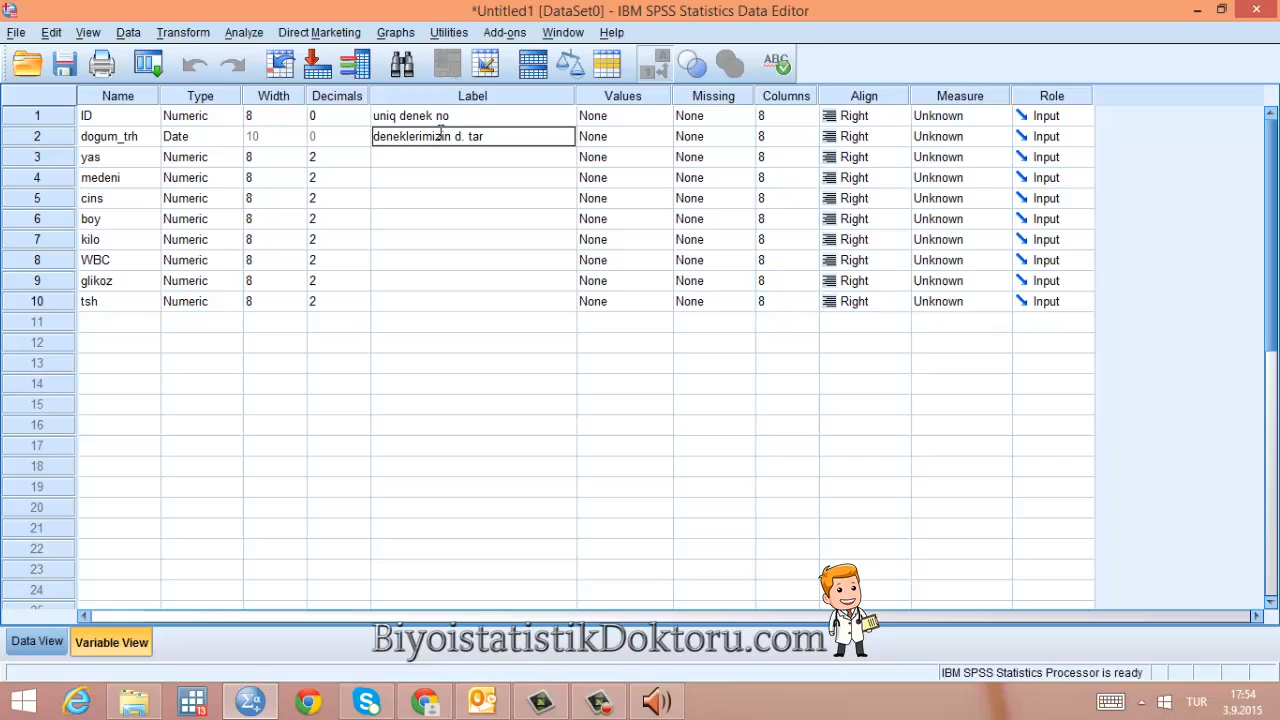 *Untitled1 [DataSet0] - IBM SPSS Statistics Data Editor
File Edit View Data Transform Analyze Direct Marketing Graphs Utilities Add-ons Window Help
Name Type Width Decimals Label Values Missing Columns Align Measure Role
1 ID Numeric 8 0 uniq denek no None None 8 Right Unknown Input
2 dogum_trh Date 10 0 deneklerimizin d. tar None None 8 Right Unknown Input
3 yas Numeric 8 2 None None 8 Right Unknown Input
4 medeni Numeric 8 2 None None 8 Right Unknown Input
5 cins Numeric 8 2 None None 8 Right Unknown Input
6 boy Numeric 8 2 None None 8 Right Unknown Input
7 kilo Numeric 8 2 None None 8 Right Unknown Input
8 WBC Numeric 8 2 None None 8 Right Unknown Input
9 glikoz Numeric 8 2 None None 8 Right Unknown Input
10 tsh Numeric 8 2 None None 8 Right Unknown Input
11
12
13
14
15
16
17
18
19
20
21
22
23
24
Data View Variable View
BiyoistatistikDoktoru.com
IBM SPSS Statistics Processor is ready
TUR 17:54
3.9.2015